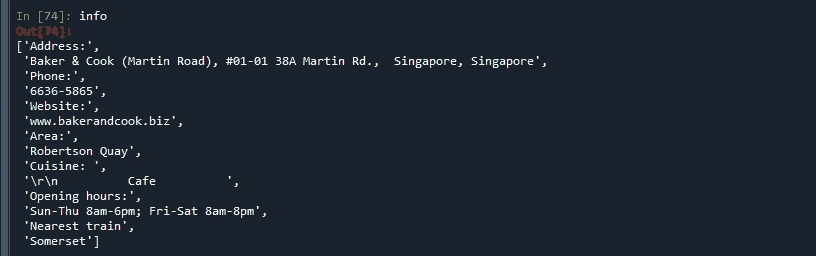 In [74]: info
Out[74]:
['Address:',
'Baker & Cook (Martin Road), #01-01 38A Martin Rd.,  Singapore, Singapore',
'Phone:',
'6636-5865',
'Website:',
'www.bakerandcook.biz',
'Area:',
'Robertson Quay',
'Cuisine: ',
'\r\n          Cafe          ',
'Opening hours:',
'Sun-Thu 8am-6pm; Fri-Sat 8am-8pm',
'Nearest train',
'Somerset']